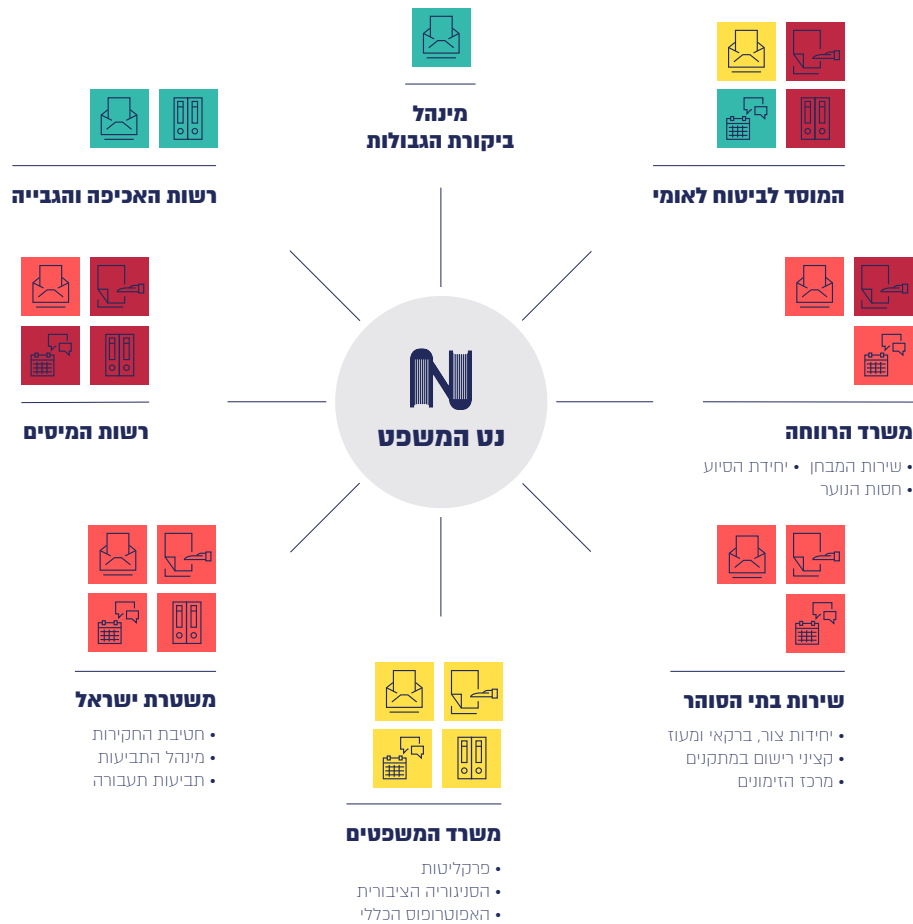 מינהל
ביקורת הגבולות
המוסד לביטוח לאומי
רשות האכיפה והגבייה
משרד הרווחה
• שירות המבחן • יחידת הסיוע
• חסות הנוער
רשות המיסים
N
נט המשפט
שירות בתי הסוהר
• יחידות צור, ברקאי ומעוז
• קציני רישום במתקנים
• מרכז הזימונים
משטרת ישראל
• חטיבת החקירות
• מינהל התביעות
• תביעות תעבורה
משרד המשפטים
• פרקליטות
• הסניגוריה הציבורית
• האפוטרופוס הכללי